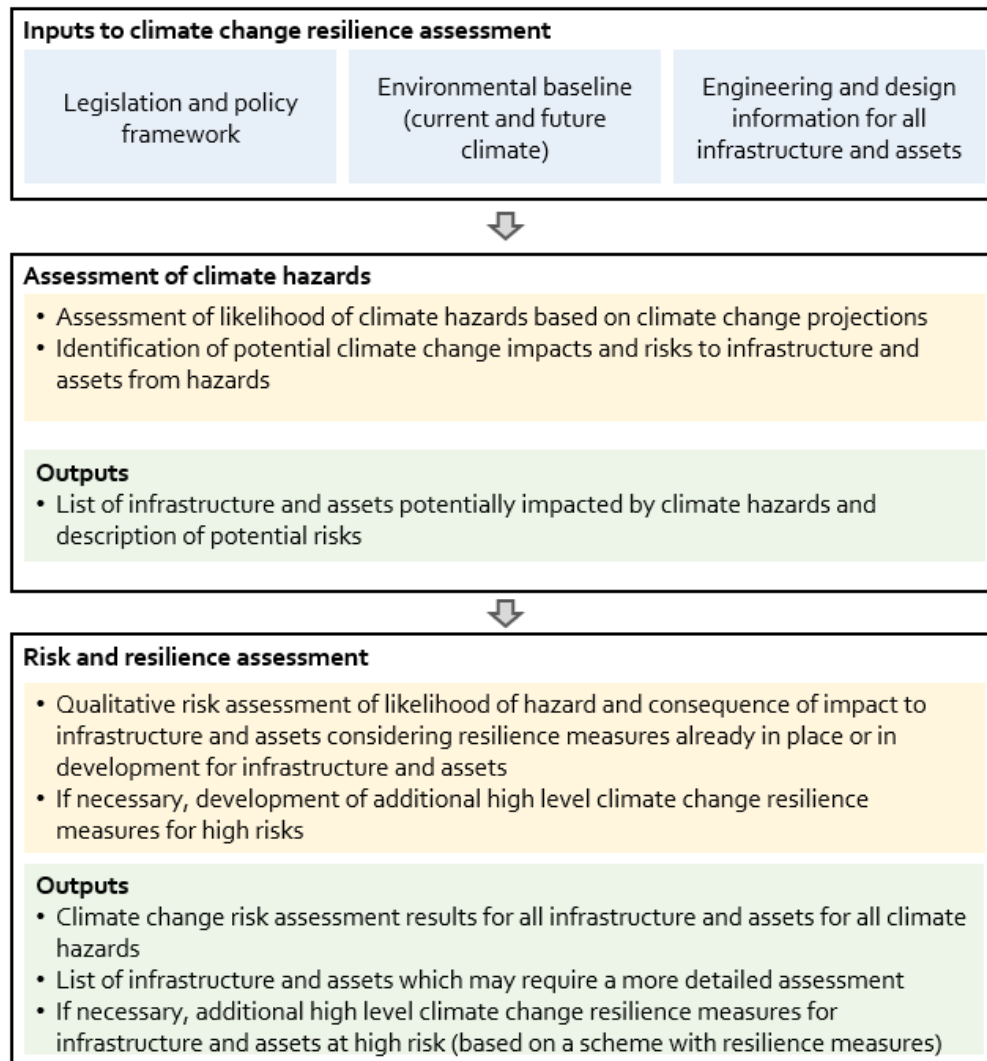 Inputs to climate change resilience assessment
Legislation and policy
framework
Environmental baseline
(current and future
climate)
Engineering and design
information for all
infrastructure and assets
Assessment of climate hazards
• Assessment of likelihood of climate hazards based on climate change projections
• Identification of potential climate change impacts and risks to infrastructure and
assets from hazards
Outputs
• List of infrastructure and assets potentially impacted by climate hazards and
description of potential risks
Risk and resilience assessment
• Qualitative risk assessment of likelihood of hazard and consequence of impact to
infrastructure and assets considering resilience measures already in place or in
development for infrastructure and assets
• If necessary, development of additional high level climate change resilience
measures for high risks
Outputs
• Climate change risk assessment results for all infrastructure and assets for all climate
hazards
• List of infrastructure and assets which may require a more detailed assessment
• If necessary, additional high level climate change resilience measures for
infrastructure and assets at high risk (based on a scheme with resilience measures)